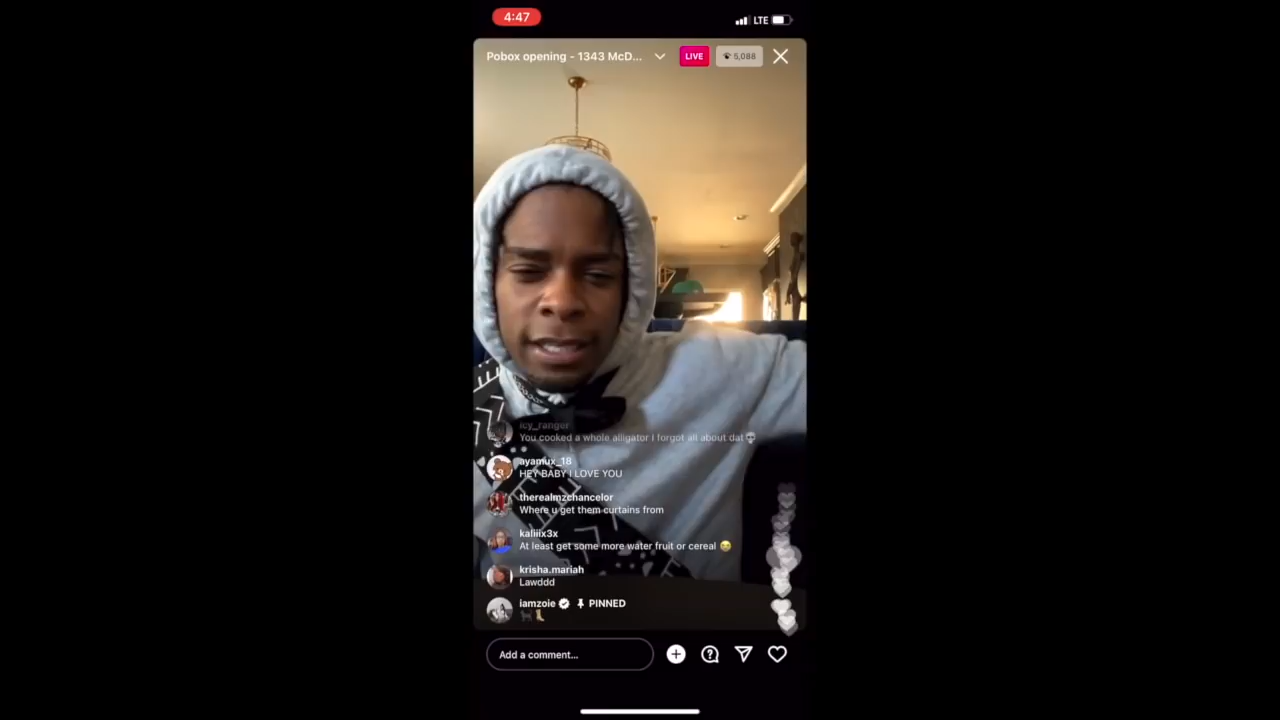 4:47
LTE
Pobox opening - 1343 McD...
LIVE
5,088
icy_ranger
You cooked a whole alligator i forgot all about dat💀
ayamux_18
HEY BABY I LOVE YOU
therealmzchancelor
Where u get them curtains from
kaliiix3x
At least get some more water fruit or cereal 😭
krisha.mariah
Lawddd
iamzoie PINNED
🐈‍⬛🦶🏼
Add a comment...